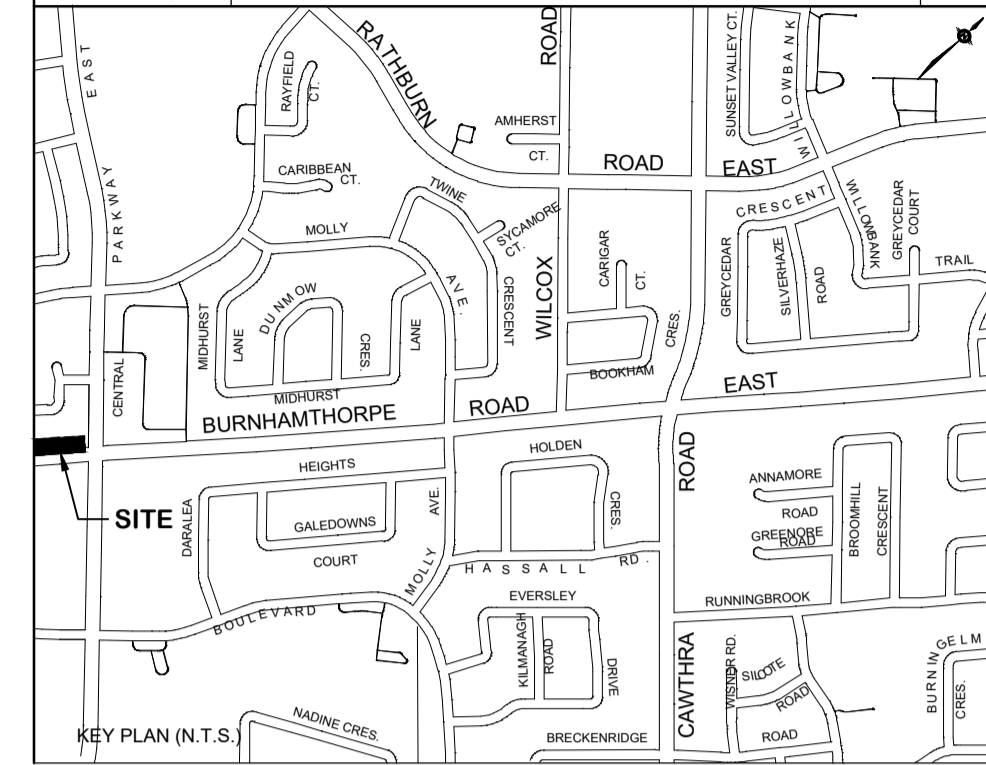 EAST
PARKWAY
RAYFIELD
CT.
RATHBURN
ROAD
AMHERST
CT.
ROAD
EAST
SUNSET VALLEY CT.
WILLOWBANK
CARIBBEAN
CT.
TWINE
SYCAMORE
CT.
CRESCENT
MOLLY
AVE.
WILCOX
CARIGAR
CT.
CRES.
BOOKHAM
CRESCENT
GREYCEDAR
SILVERHAZE
ROAD
WILLOWBANK
GREYCEDAR
COURT
TRAIL
MIDHURST
LANE
DUNMOW
CRES.
LANE
MIDHURST
CENTRAL
BURNHAMTHORPE
ROAD
EAST
SITE
HEIGHTS
DARALEA
GALEDOWNS
COURT
AVE.
MOLLY
BOULEVARD
HOLDEN
CRES.
HASSALL
RD.
EVERSLEY
KILMANAGH
ROAD
DRIVE
ROAD
CAWTHRA
ANNAMORE
ROAD
GREENORE
ROAD
BROOMHILL
CRESCENT
RUNNINGBROOK
WISNER RD.
SILCOTE
ROAD
ROAD
BURNINGELM
CRES.
NADINE CRES.
BRECKENRIDGE
KEY PLAN (N.T.S.)